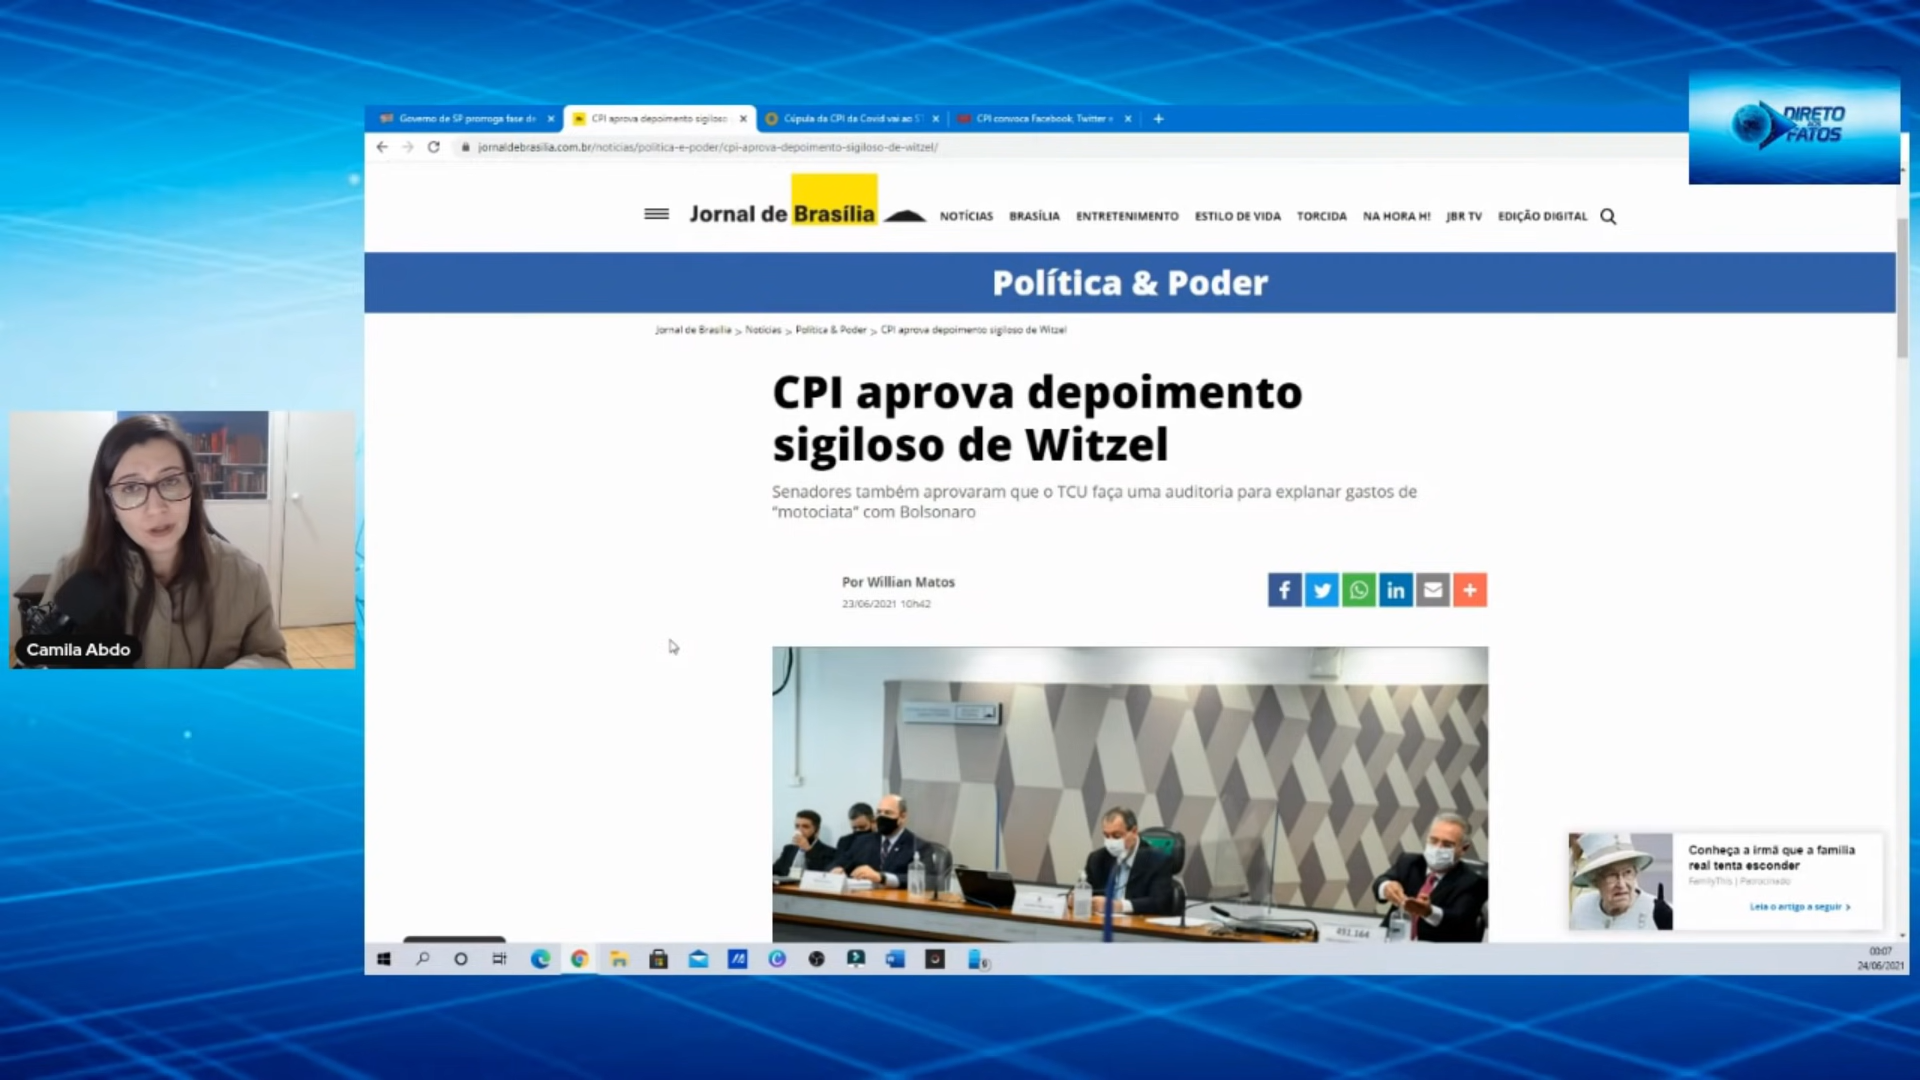 DIRETO
AOS
FATOS
Governo de SP prorroga fase de
CPI aprova depoimento sigiloso
Cúpula da CPI da Covid vai ao ST
CPI convoca Facebook, Twitter e
jornaldebrasilia.com.br/noticias/politica-e-poder/cpi-aprova-depoimento-sigiloso-de-witzel/
Jornal de Brasília
NOTÍCIAS BRASÍLIA ENTRETENIMENTO ESTILO DE VIDA TORCIDA NA HORA H! JBR TV EDIÇÃO DIGITAL
Política & Poder
Jornal de Brasília > Notícias > Política & Poder > CPI aprova depoimento sigiloso de Witzel
CPI aprova depoimento
sigiloso de Witzel
Senadores também aprovaram que o TCU faça uma auditoria para explanar gastos de
“motociata” com Bolsonaro
Por Willian Matos
23/06/2021 10h42
Camila Abdo
Conheça a irmã que a família
real tenta esconder
FamilyThis | Patrocinado
Leia o artigo a seguir >
00:07
24/06/2021